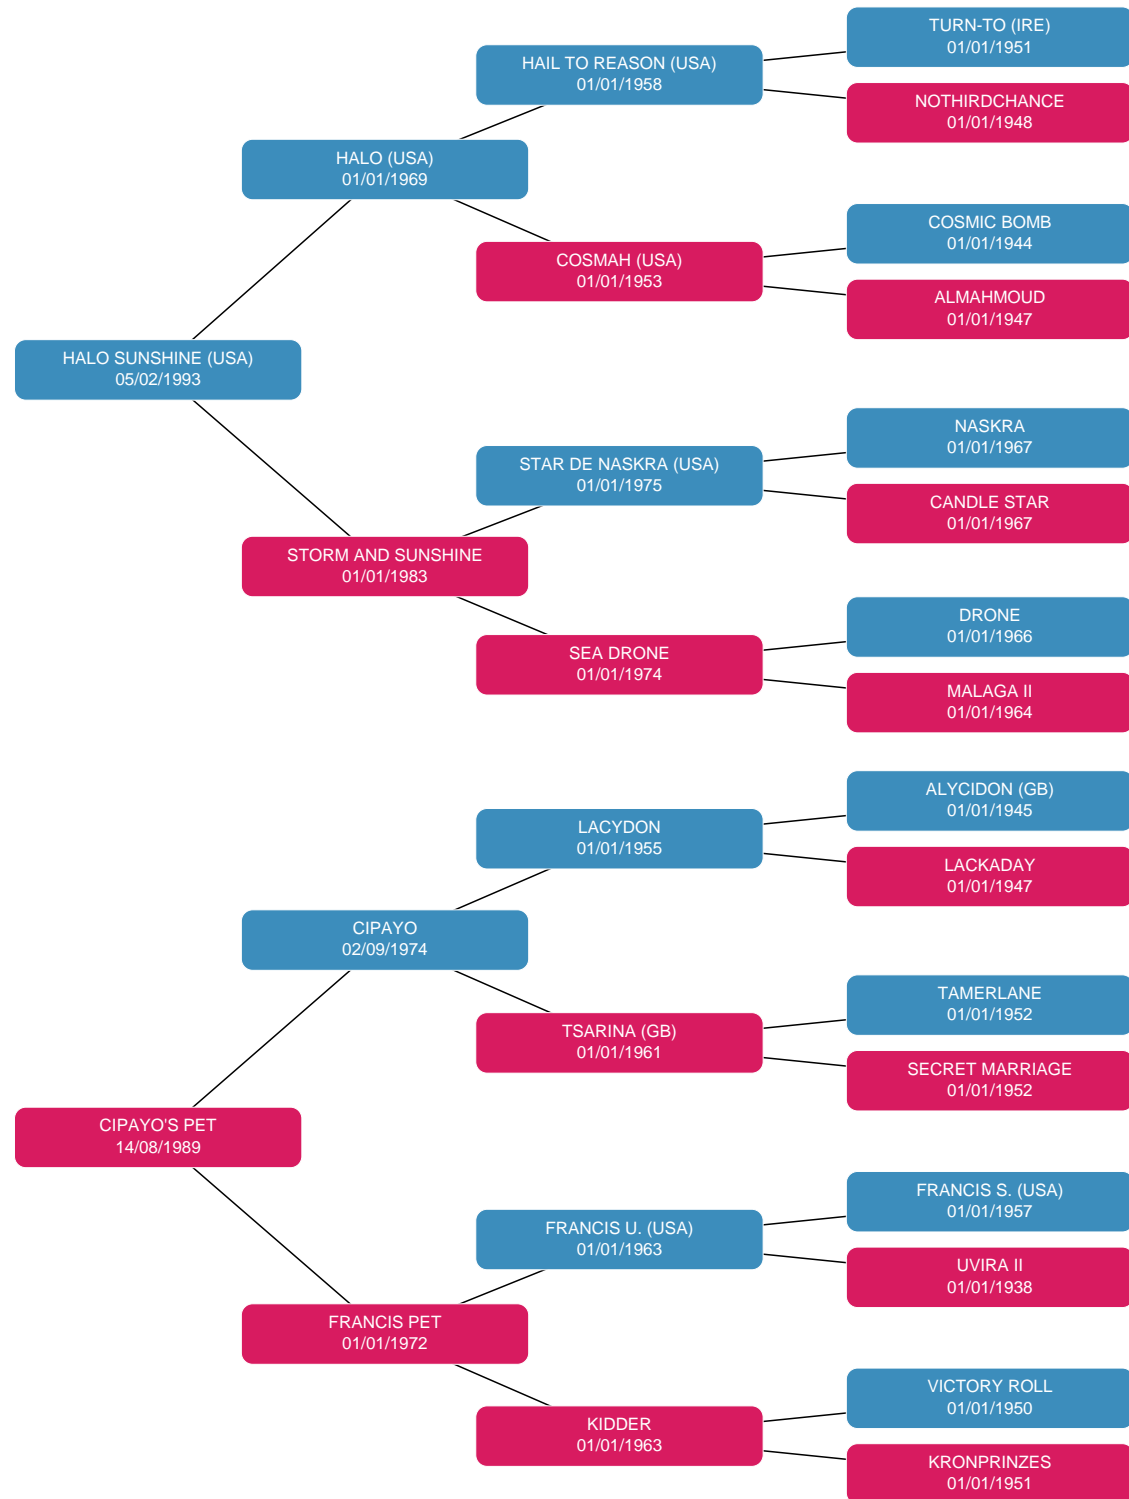 TURN-TO (IRE)
01/01/1951
HAIL TO REASON (USA)
01/01/1958
NOTHIRDCHANCE
01/01/1948
HALO (USA)
01/01/1969
COSMIC BOMB
01/01/1944
COSMAH (USA)
01/01/1953
ALMAHMOUD
01/01/1947
HALO SUNSHINE (USA)
05/02/1993
NASKRA
01/01/1967
STAR DE NASKRA (USA)
01/01/1975
CANDLE STAR
01/01/1967
STORM AND SUNSHINE
01/01/1983
DRONE
01/01/1966
SEA DRONE
01/01/1974
MALAGA II
01/01/1964
ALYCIDON (GB)
01/01/1945
LACYDON
01/01/1955
LACKADAY
01/01/1947
CIPAYO
02/09/1974
TAMERLANE
01/01/1952
TSARINA (GB)
01/01/1961
SECRET MARRIAGE
01/01/1952
CIPAYO'S PET
14/08/1989
FRANCIS S. (USA)
01/01/1957
FRANCIS U. (USA)
01/01/1963
UVIRA II
01/01/1938
FRANCIS PET
01/01/1972
VICTORY ROLL
01/01/1950
KIDDER
01/01/1963
KRONPRINZES
01/01/1951